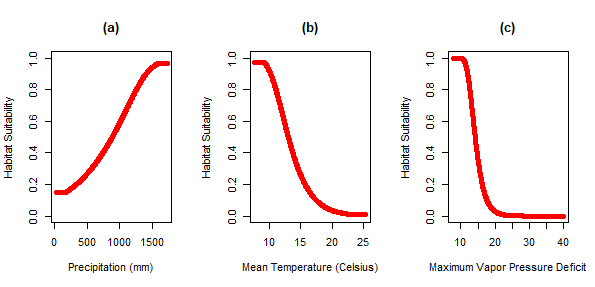 (a) (b) (c)
Habitat Suitability Habitat Suitability Habitat Suitability
1.0 1.0 1.0
0.8 0.8 0.8
0.6 0.6 0.6
0.4 0.4 0.4
0.2 0.2 0.2
0.0 0.0 0.0
0 500 1000 1500 10 15 20 25 10 20 30 40
Precipitation (mm) Mean Temperature (Celsius) Maximum Vapor Pressure Deficit